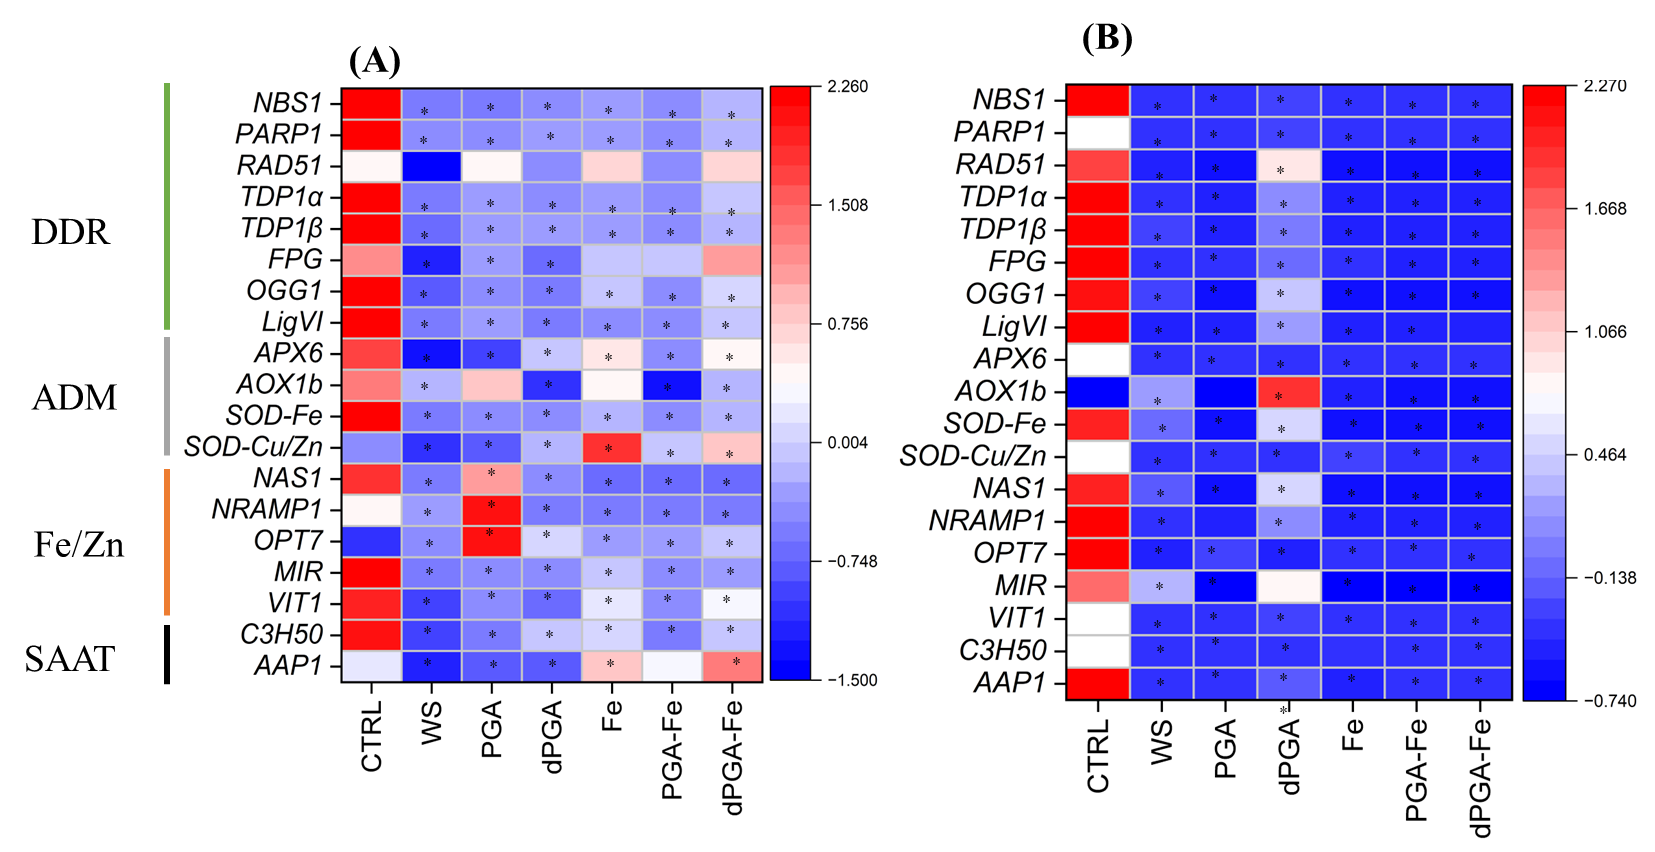 (A)
NBS1
PARP1
RAD51
TDP1α
TDP1β
FPG
OGG1
LigVI
APX6
AOX1b
SOD-Fe
SOD-Cu/Zn
NAS1
NRAMP1
OPT7
MIR
VIT1
C3H50
AAP1
DDR
ADM
Fe/Zn
SAAT
CTRL
WS
PGA
dPGA
Fe
PGA-Fe
dPGA-Fe
2.260
1.508
0.756
0.004
−0.748
−1.500
(B)
NBS1
PARP1
RAD51
TDP1α
TDP1β
FPG
OGG1
LigVI
APX6
AOX1b
SOD-Fe
SOD-Cu/Zn
NAS1
NRAMP1
OPT7
MIR
VIT1
C3H50
AAP1
CTRL
WS
PGA
dPGA
Fe
PGA-Fe
dPGA-Fe
2.270
1.668
1.066
0.464
−0.138
−0.740